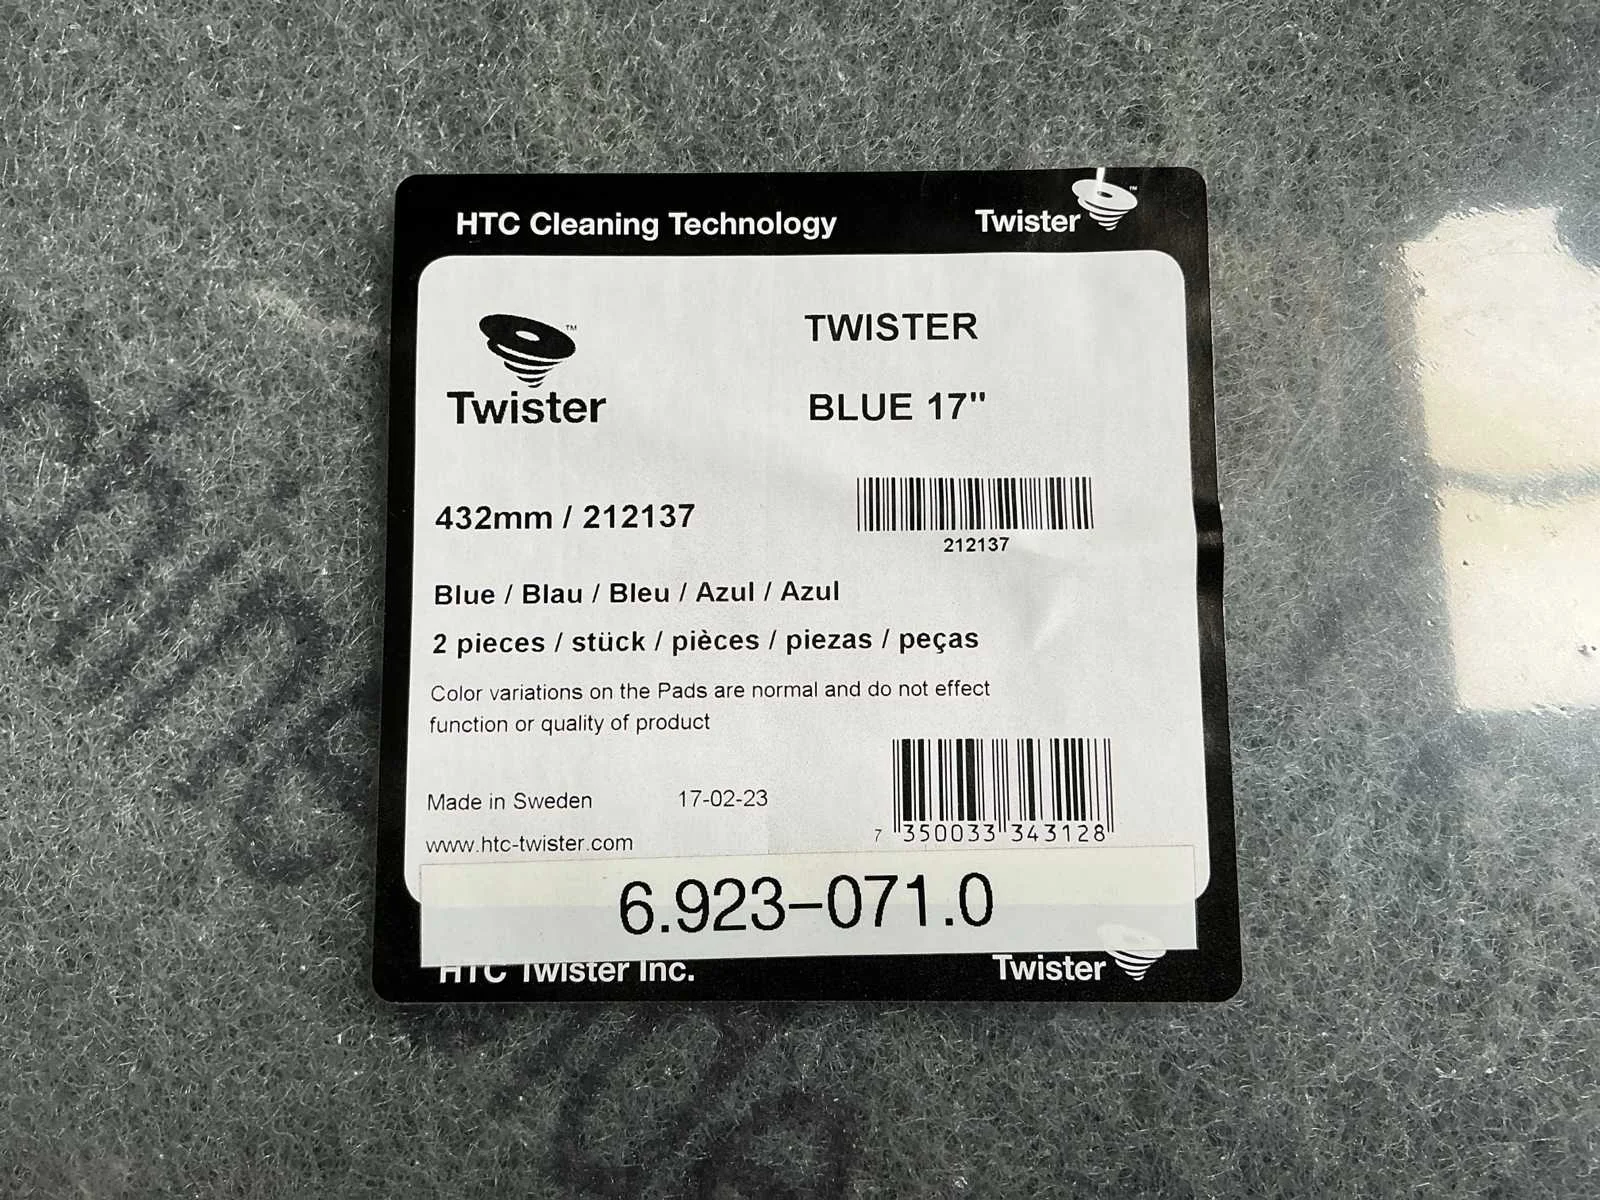 HTC Cleaning Technology
Twister
TM
TM
Twister
TWISTER
BLUE 17"
432mm / 212137
212137
Blue / Blau / Bleu / Azul / Azul
2 pieces / stück / pièces / piezas / peças
Color variations on the Pads are normal and do not effect
function or quality of product
Made in Sweden
17-02-23
7 350033 343128
www.htc-twister.com
6.923-071.0
HTC Twister Inc.
Twister